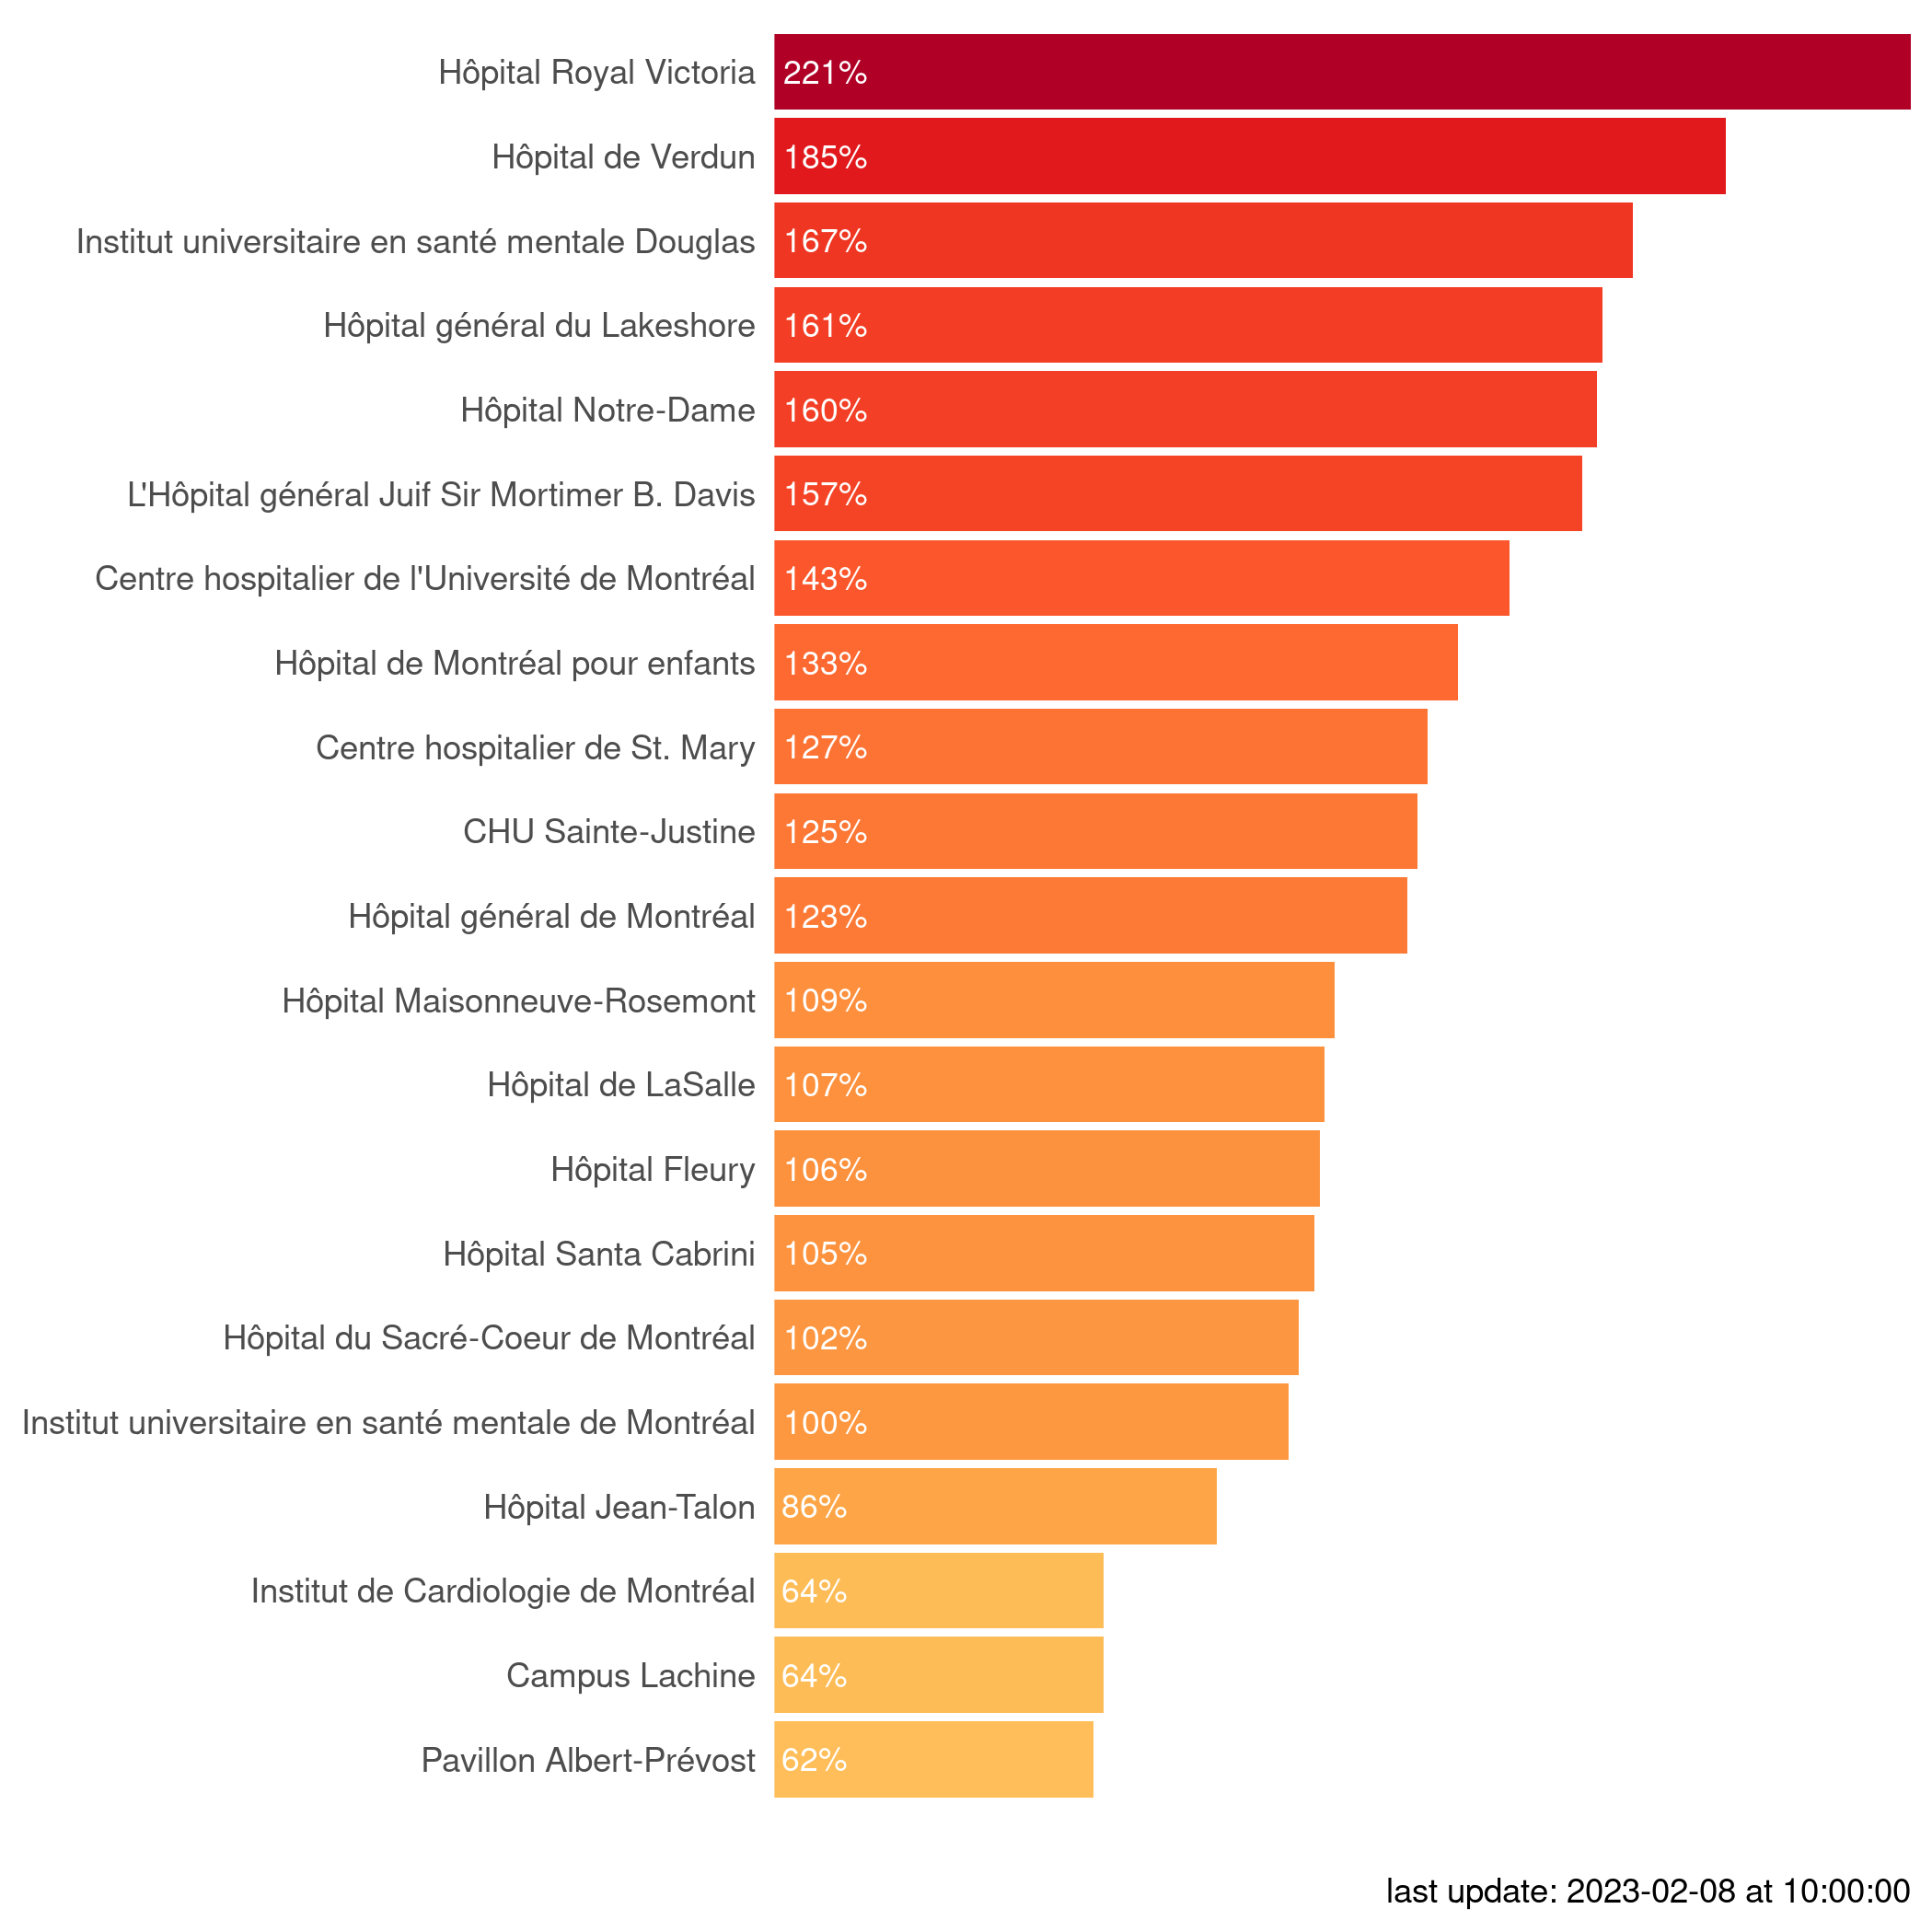 Hôpital Royal Victoria 221%
Hôpital de Verdun 185%
Institut universitaire en santé mentale Douglas 167%
Hôpital général du Lakeshore 161%
Hôpital Notre-Dame 160%
L'Hôpital général Juif Sir Mortimer B. Davis 157%
Centre hospitalier de l'Université de Montréal 143%
Hôpital de Montréal pour enfants 133%
Centre hospitalier de St. Mary 127%
CHU Sainte-Justine 125%
Hôpital général de Montréal 123%
Hôpital Maisonneuve-Rosemont 109%
Hôpital de LaSalle 107%
Hôpital Fleury 106%
Hôpital Santa Cabrini 105%
Hôpital du Sacré-Coeur de Montréal 102%
Institut universitaire en santé mentale de Montréal 100%
Hôpital Jean-Talon 86%
Institut de Cardiologie de Montréal 64%
Campus Lachine 64%
Pavillon Albert-Prévost 62%
last update: 2023-02-08 at 10:00:00